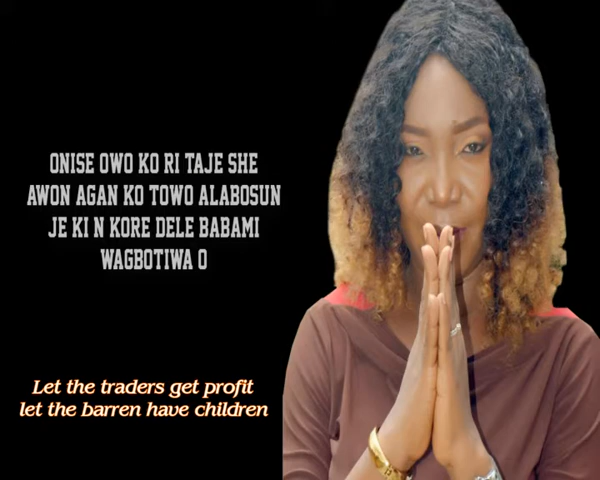 ONISE OWO KO RI TAJE SHE
AWON AGAN KO TOWO ALABOSUN
JE KI N KORE DELE BABAMI
WAGBOTIWA O
Let the traders get profit
let the barren have children